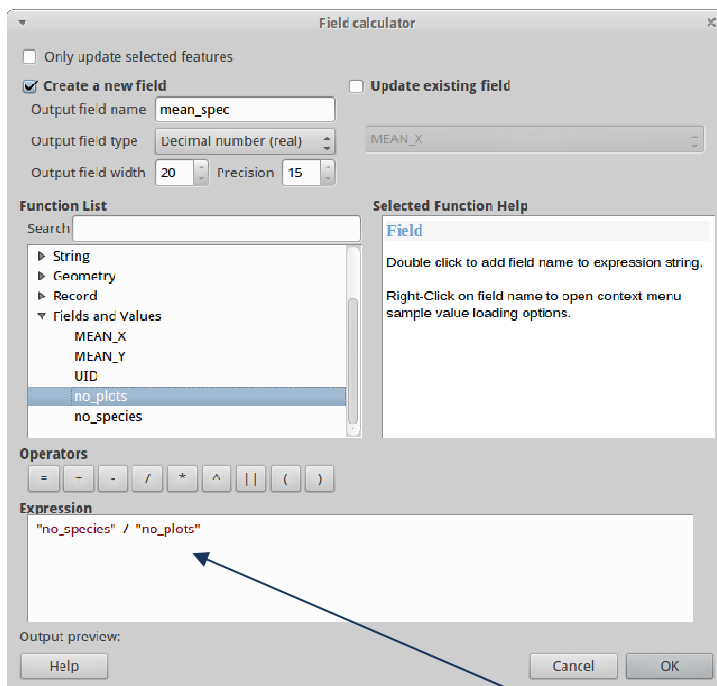 Field calculator
Only update selected features
Create a new field
Update existing field
Output field name mean_spec
Output field type Decimal number (real)
MEAN_X
Output field width 20 Precision 15
Function List
Search
String
Geometry
Record
Fields and Values
MEAN_X
MEAN_Y
UID
no_plots
no_species
Selected Function Help
Field
Double click to add field name to expression string.
Right-Click on field name to open context menu
sample value loading options.
Operators
= + - / * ^ || ( )
Expression
"no_species" / "no_plots"
Output preview:
Help Cancel OK